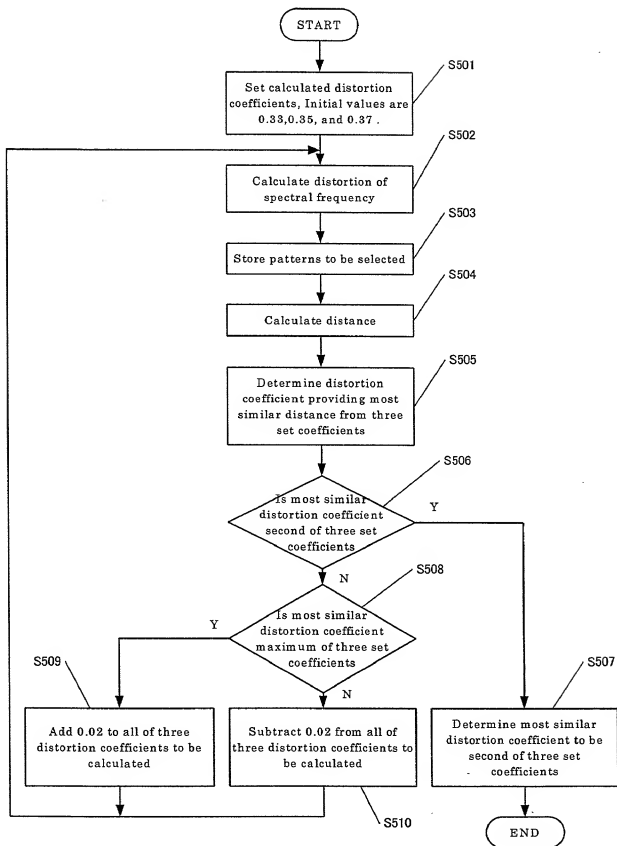 START
S501
Set calculated distortion
coefficients, Initial values are
0.33,0.35, and 0.37 .
S502
Calculate distortion of
spectral frequency
S503
Store patterns to be selected
S504
Calculate distance
S505
Determine distortion
coefficient providing most
similar distance from three
set coefficients
S506
Is most similar
distortion coefficient
second of three set
coefficients
Y
N
S508
Is most similar
distortion coefficient
maximum of three set
coefficients
Y
N
S509
Add 0.02 to all of three
distortion coefficients to be
calculated
Subtract 0.02 from all of
three distortion coefficients to
be calculated
S510
S507
Determine most similar
distortion coefficient to be
second of three set
coefficients
END